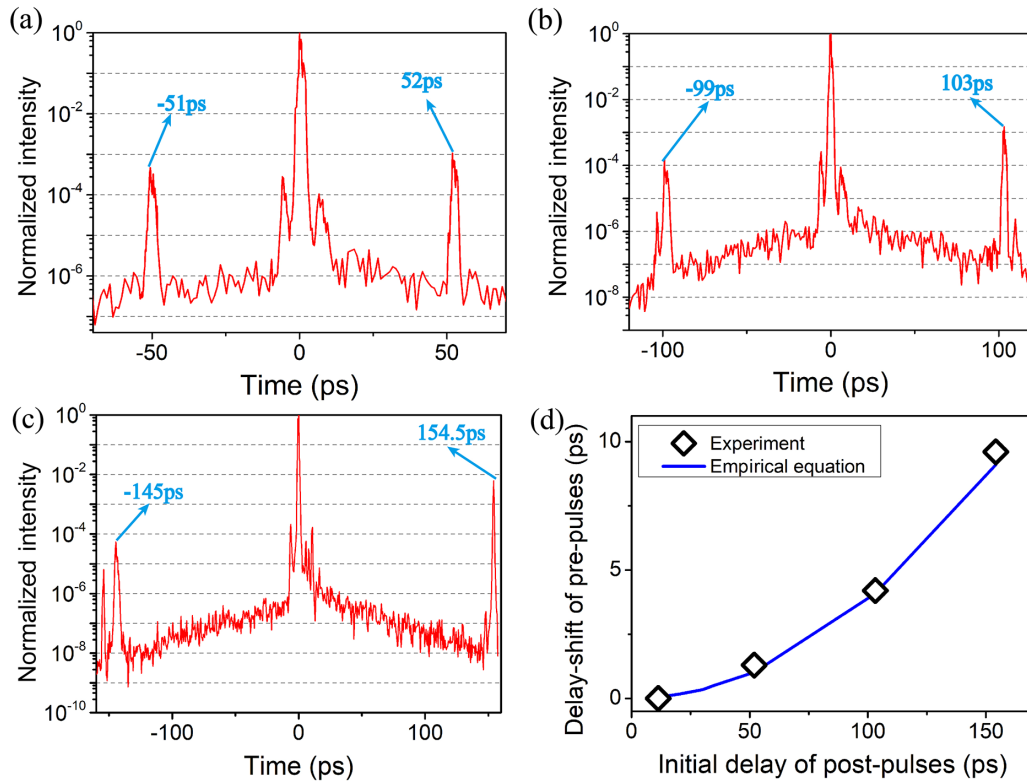 (a)
10^0
10^-2
10^-4
10^-6
Normalized intensity
-51ps
52ps
-50
0
50
Time (ps)
(b)
10^0
10^-2
10^-4
10^-6
10^-8
Normalized intensity
-99ps
103ps
-100
0
100
Time (ps)
(c)
10^0
10^-2
10^-4
10^-6
10^-8
10^-10
Normalized intensity
-145ps
154.5ps
-100
0
100
Time (ps)
(d)
10
5
0
Delay-shift of pre-pulses (ps)
Experiment
Empirical equation
0
50
100
150
Initial delay of post-pulses (ps)